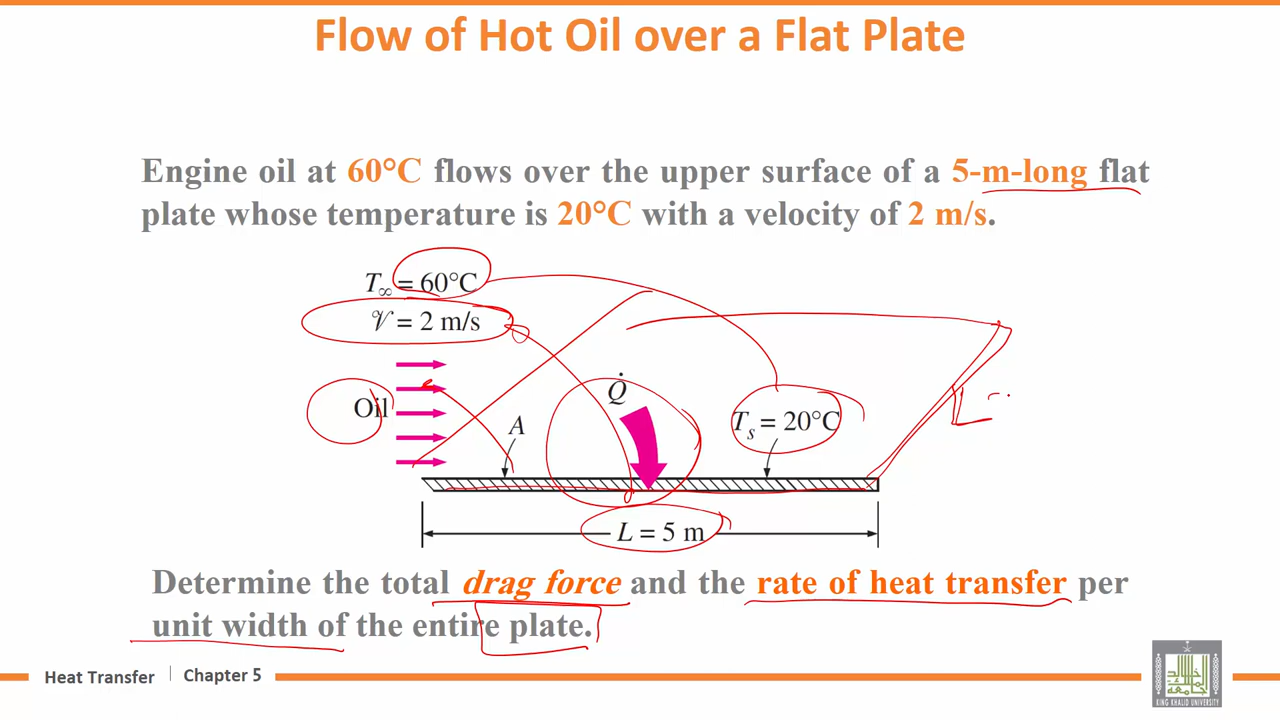 Flow of Hot Oil over a Flat Plate
Engine oil at 60°C flows over the upper surface of a 5-m-long flat
plate whose temperature is 20°C with a velocity of 2 m/s.
T∞ = 60°C
𝒱 = 2 m/s
Oil
A
Q̇
Ts = 20°C
L = 5 m
Determine the total drag force and the rate of heat transfer per
unit width of the entire plate.
Heat Transfer | Chapter 5
KING KHALID UNIVERSITY